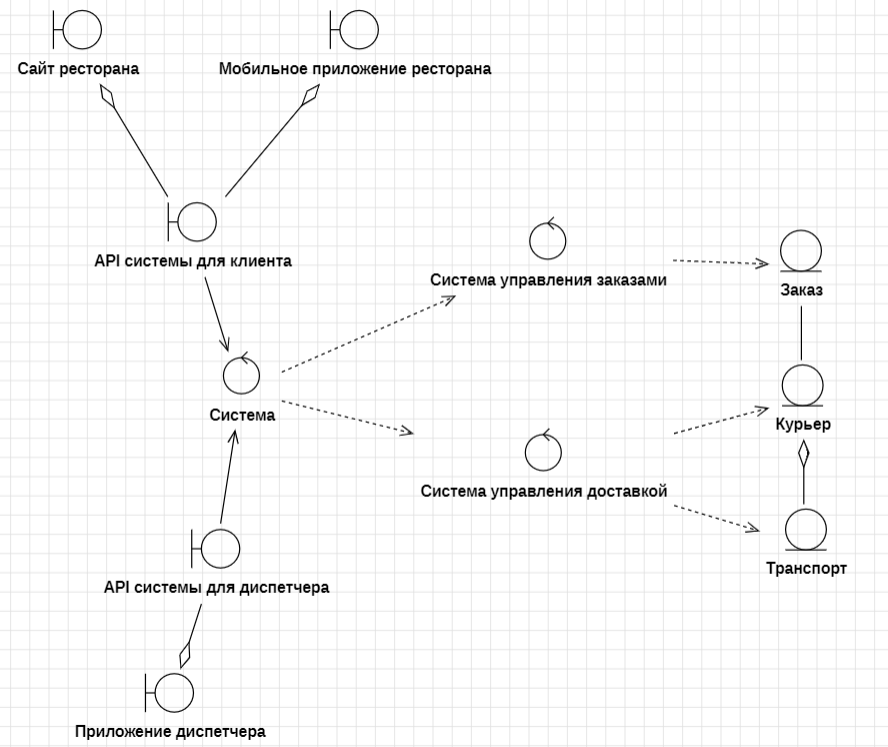 Сайт ресторана
Мобильное приложение ресторана
API системы для клиента
Система управления заказами
Заказ
Система
Курьер
Система управления доставкой
Транспорт
API системы для диспетчера
Приложение диспетчера